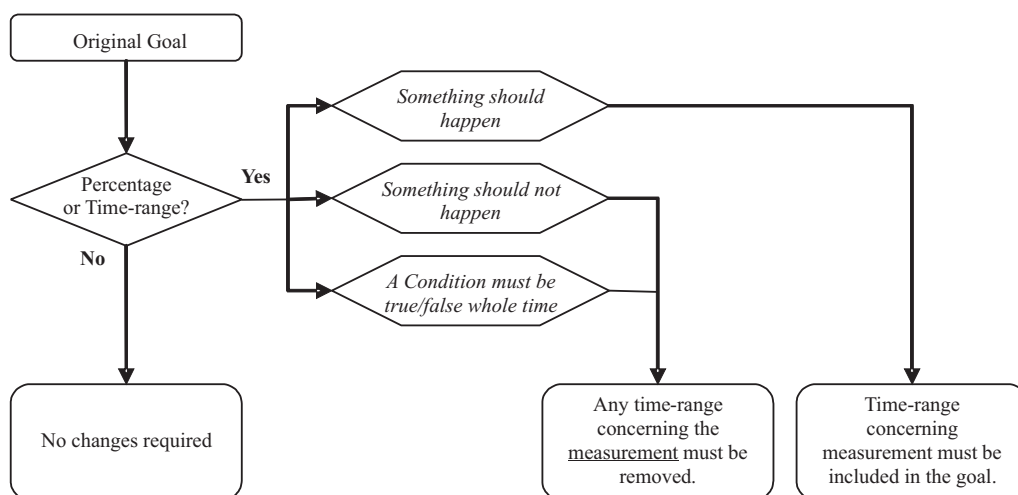 Original Goal
Percentage
or Time-range?
Yes
No
Something should
happen
Something should not
happen
A Condition must be
true/false whole time
No changes required
Any time-range
concerning the
measurement must be
removed.
Time-range
concerning
measurement must be
included in the goal.